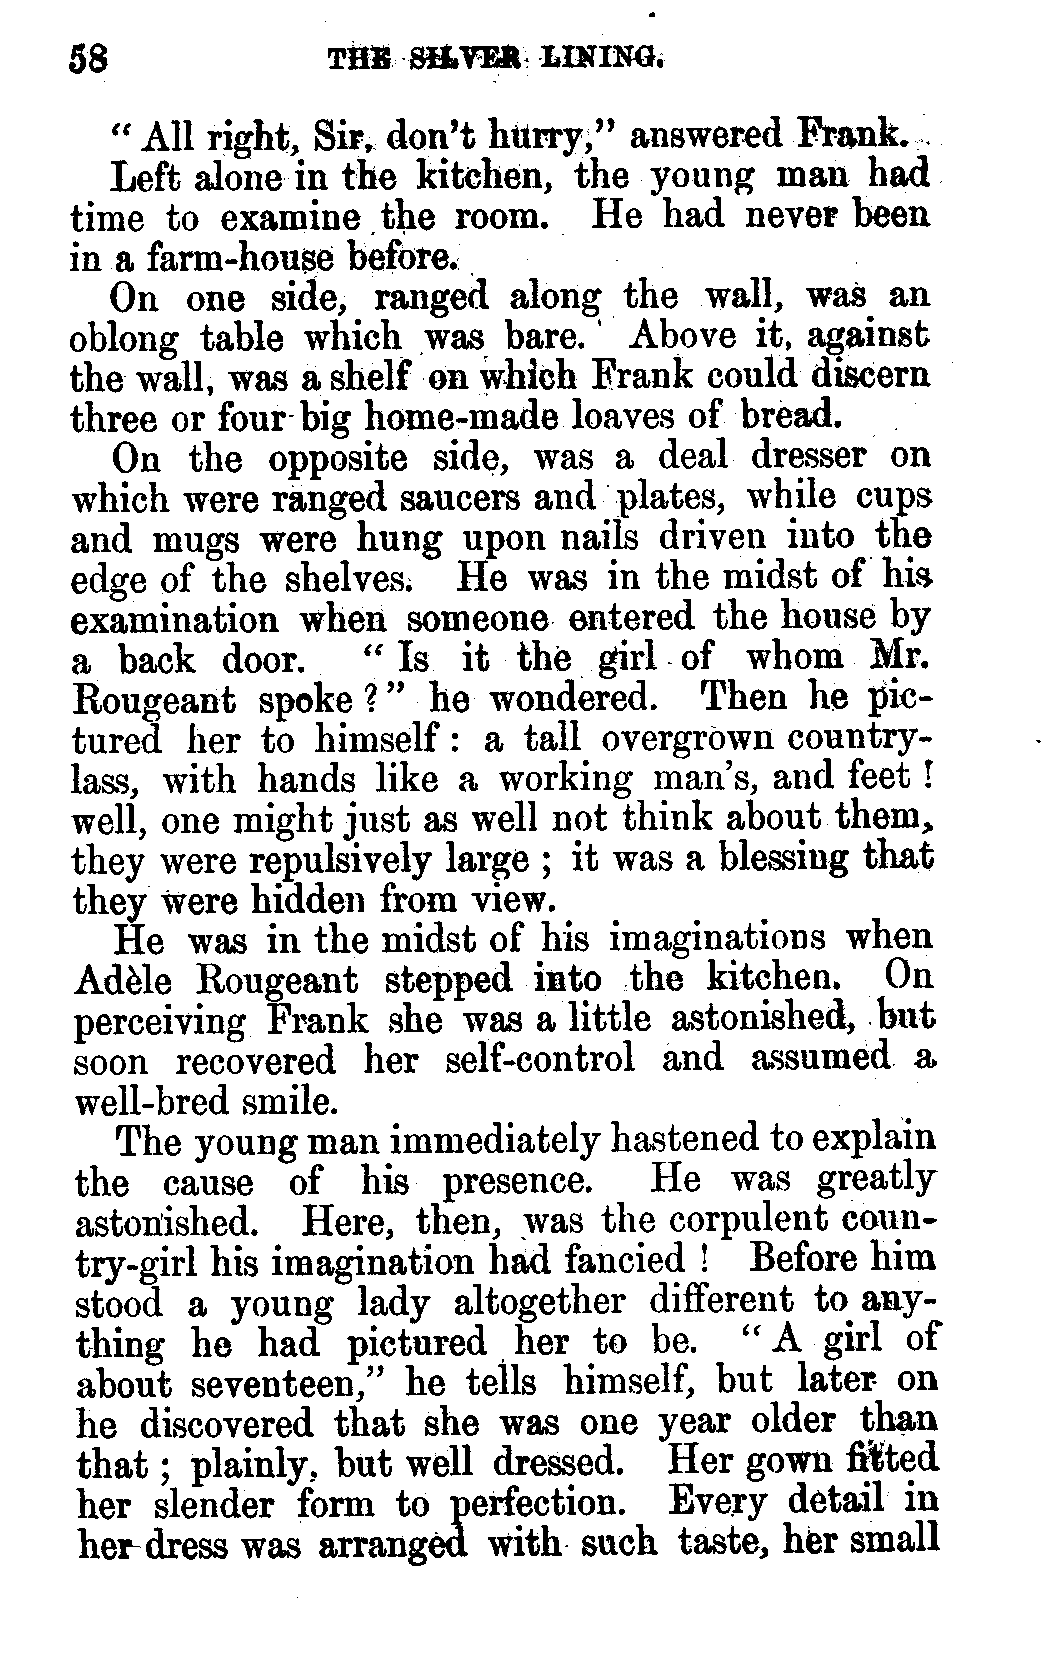 58 THE SILVER LINING.
" All right, Sir, don't hurry," answered Frank.
Left alone in the kitchen, the young man had
time to examine the room. He had never been
in a farm-house before.
On one side, ranged along the wall, was an
oblong table which was bare. Above it, against
the wall, was a shelf on which Frank could discern
three or four big home-made loaves of bread.
On the opposite side, was a deal dresser on
which were ranged saucers and plates, while cups
and mugs were hung upon nails driven into the
edge of the shelves. He was in the midst of his
examination when someone entered the house by
a back door. " Is it the girl of whom Mr.
Rougeant spoke ? " he wondered. Then he pic-
tured her to himself : a tall overgrown country-
lass, with hands like a working man's, and feet !
well, one might just as well not think about them,
they were repulsively large ; it was a blessing that
they were hidden from view.
He was in the midst of his imaginations when
Adèle Rougeant stepped into the kitchen. On
perceiving Frank she was a little astonished, but
soon recovered her self-control and assumed a
well-bred smile.
The young man immediately hastened to explain
the cause of his presence. He was greatly
astonished. Here, then, was the corpulent coun-
try-girl his imagination had fancied ! Before him
stood a young lady altogether different to any-
thing he had pictured her to be. " A girl of
about seventeen," he tells himself, but later on
he discovered that she was one year older than
that ; plainly, but well dressed. Her gown fitted
her slender form to perfection. Every detail in
her dress was arranged with such taste, her small